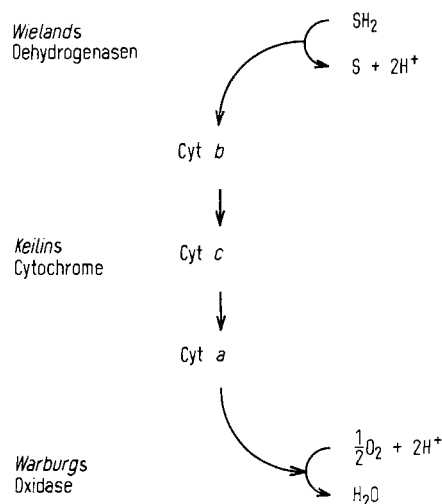 Wielands
Dehydrogenasen
SH₂
S + 2H⁺
Cyt b
Keilins
Cytochrome
Cyt c
Cyt a
Warburgs
Oxidase
½O₂ + 2H⁺
H₂O